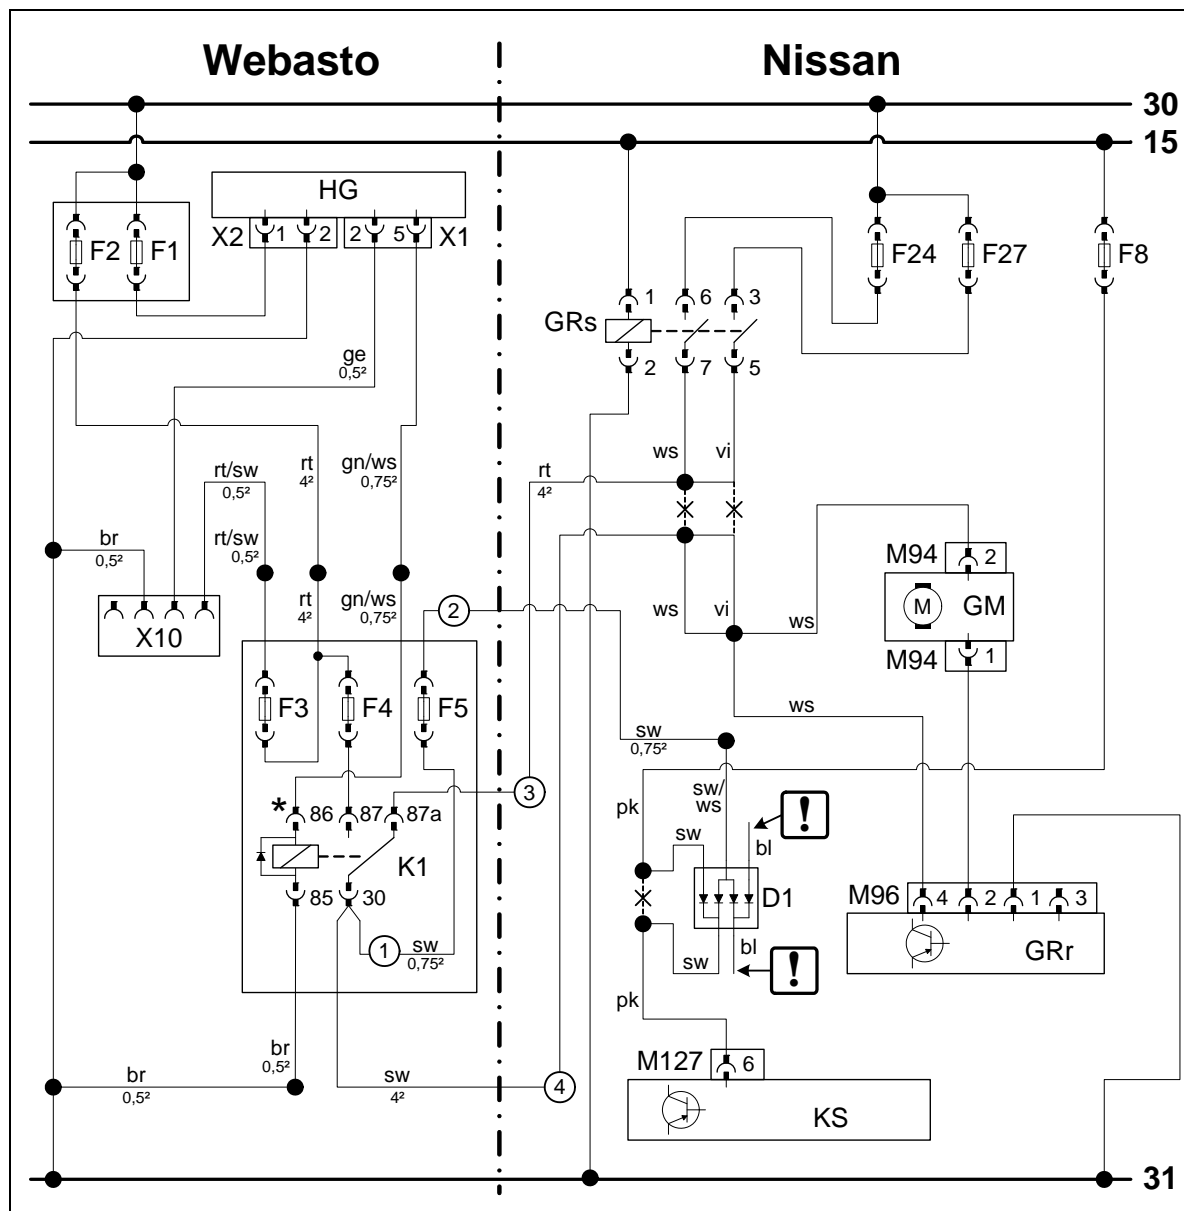 Webasto Nissan
30
15
HG
X2 1 2 2 5 X1
F2 F1 F24 F27 F8
1 6 3
GRs
2 7 5
ge
0,5²
ws vi
rt/sw
0,5²
rt
4²
gn/ws
0,75²
rt
4²
rt/sw
0,5²
br
0,5²
M94 2
M GM
M94 1
rt
4²
gn/ws
0,75²
2
X10
ws vi ws
F3 F4 F5
ws
sw
0,75²
sw/
ws
3
* 86 87 87a
pk sw bl !
K1
85 30
D1
M96 4 2 1 3
1 sw
0,75²
sw bl !
GRr
pk
br
0,5²
br
0,5²
sw
4²
4
M127 6
KS
31